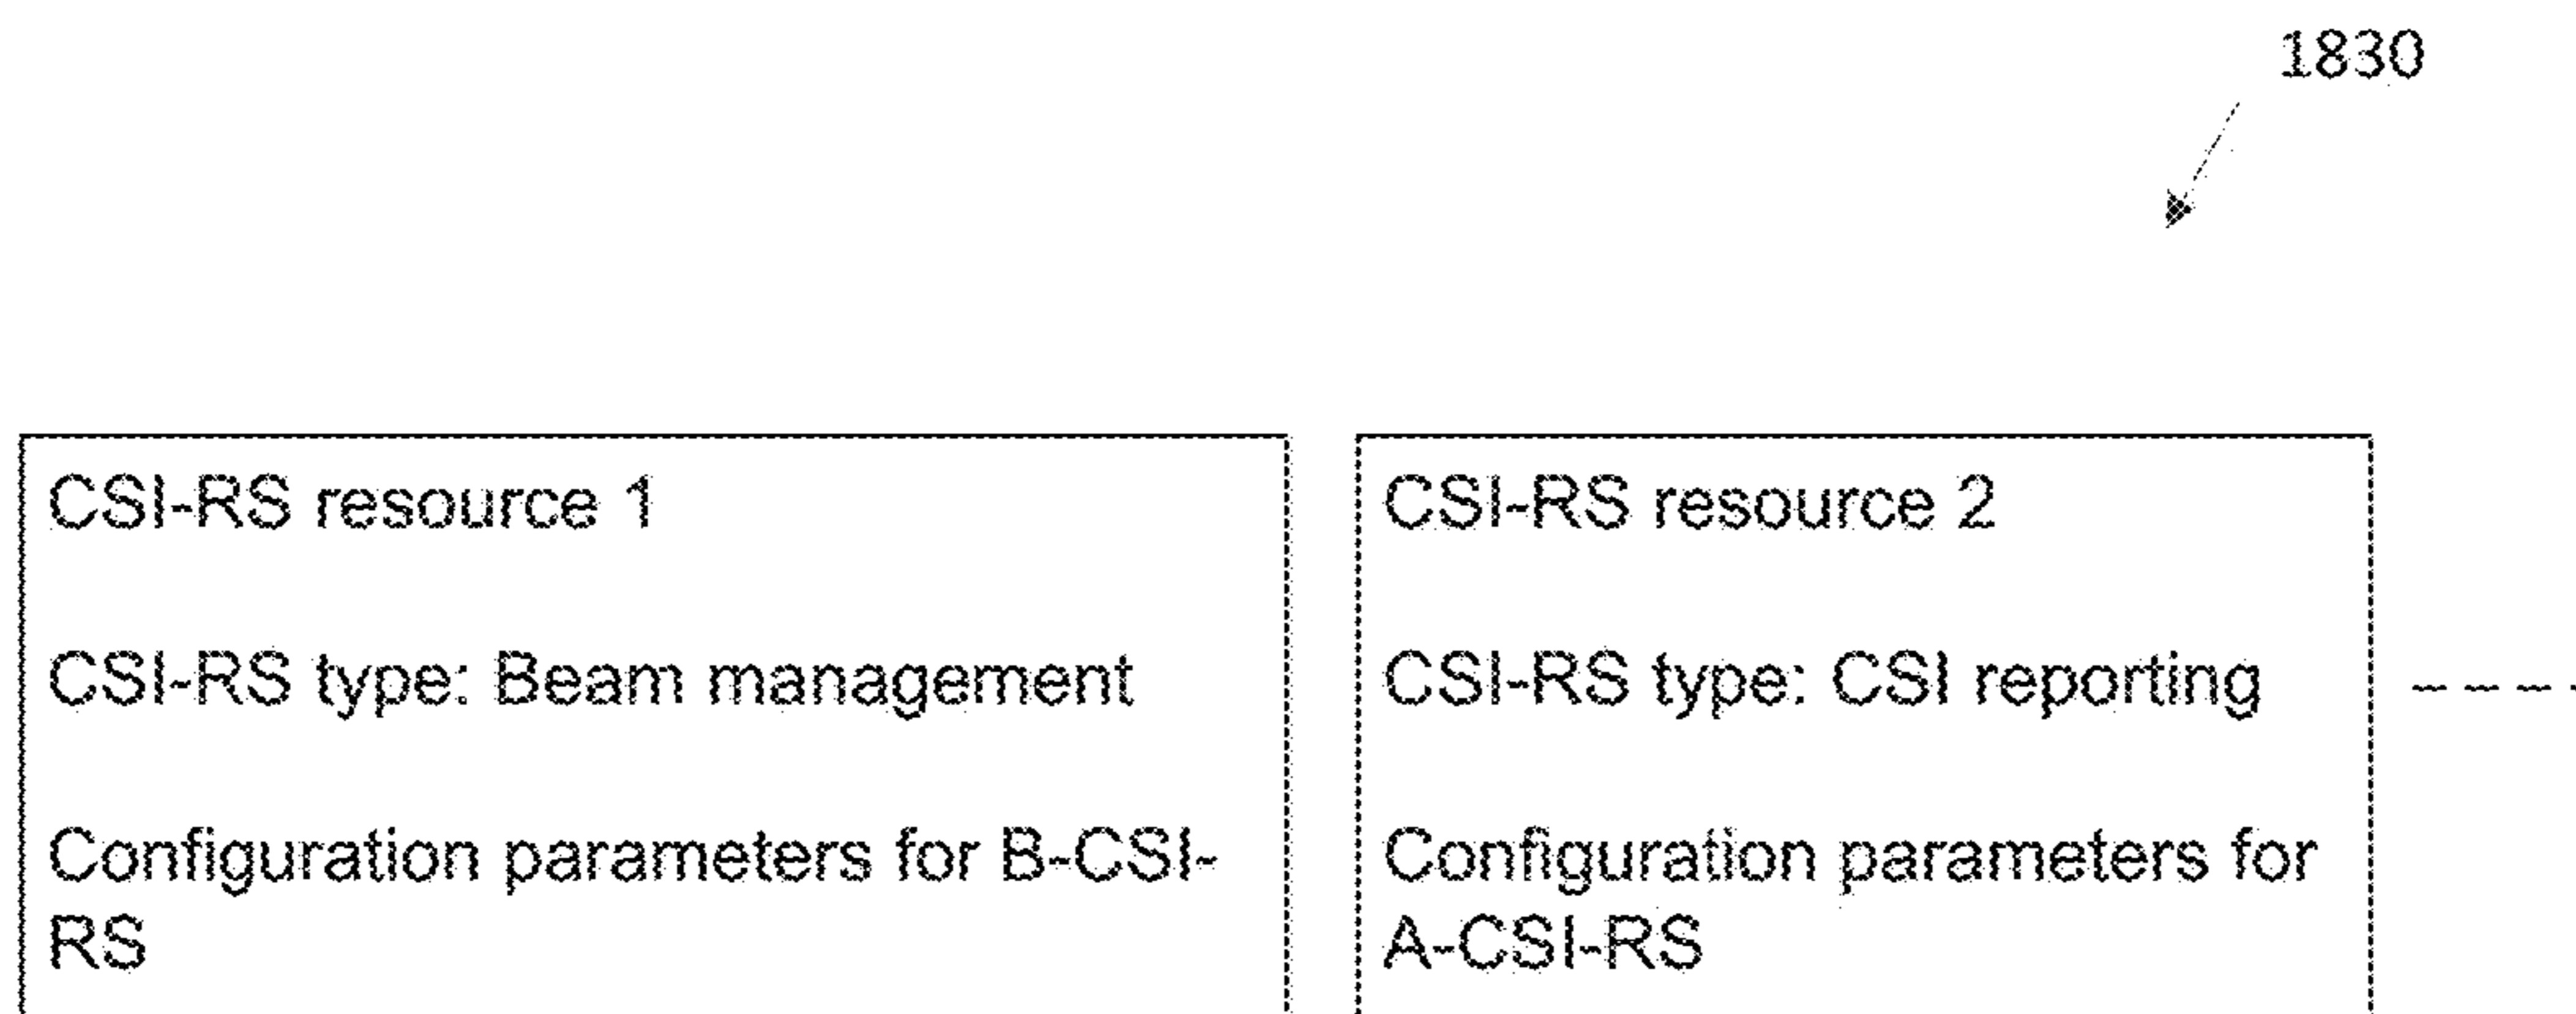 1830
CSI-RS resource 1
CSI-RS type: Beam management
Configuration parameters for B-CSI-
RS
CSI-RS resource 2
CSI-RS type: CSI reporting
Configuration parameters for
A-CSI-RS